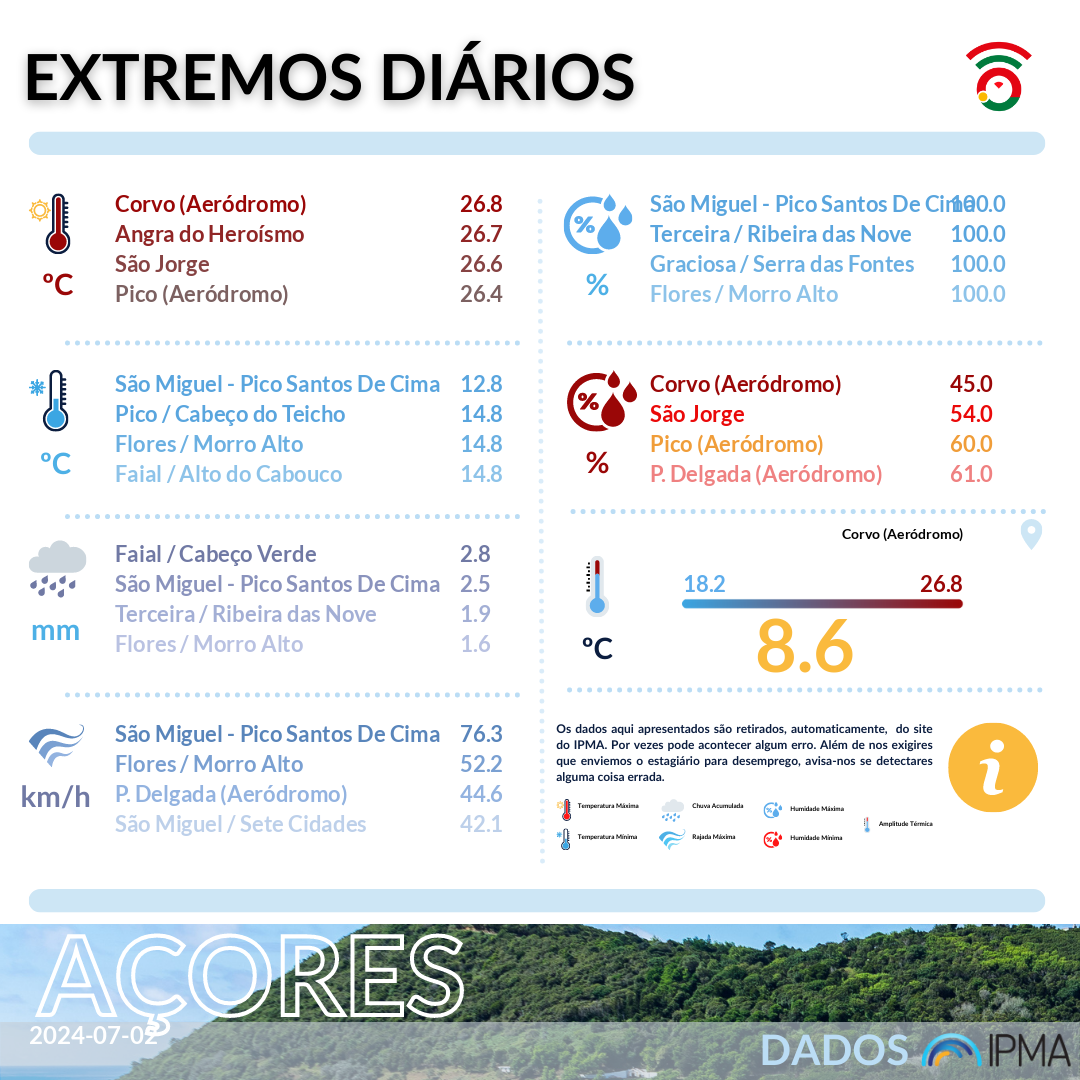 EXTREMOS DIÁRIOS
Corvo (Aeródromo) 26.8
Angra do Heroísmo 26.7
São Jorge 26.6
Pico (Aeródromo) 26.4
ºC
São Miguel - Pico Santos De Cima 12.8
Pico / Cabeço do Teicho 14.8
Flores / Morro Alto 14.8
Faial / Alto do Cabouco 14.8
ºC
Faial / Cabeço Verde 2.8
São Miguel - Pico Santos De Cima 2.5
Terceira / Ribeira das Nove 1.9
Flores / Morro Alto 1.6
mm
São Miguel - Pico Santos De Cima 76.3
Flores / Morro Alto 52.2
P. Delgada (Aeródromo) 44.6
São Miguel / Sete Cidades 42.1
km/h
%
São Miguel - Pico Santos De Cima 100.0
Terceira / Ribeira das Nove 100.0
Graciosa / Serra das Fontes 100.0
Flores / Morro Alto 100.0
%
%
Corvo (Aeródromo) 45.0
São Jorge 54.0
Pico (Aeródromo) 60.0
P. Delgada (Aeródromo) 61.0
%
Corvo (Aeródromo)
18.2 26.8
8.6
ºC
Os dados aqui apresentados são retirados, automaticamente, do site
do IPMA. Por vezes pode acontecer algum erro. Além de nos exigires
que enviemos o estagiário para desemprego, avisa-nos se detectares
alguma coisa errada.
i
Temperatura Máxima Chuva Acumulada Humidade Máxima
Amplitude Térmica
Temperatura Mínima Rajada Máxima Humidade Mínima
AÇORES
2024-07-02
DADOS IPMA